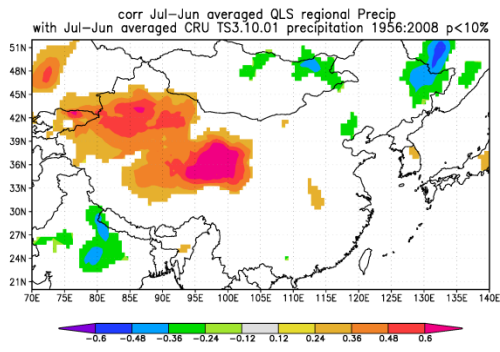 corr Jul-Jun averaged QLS regional Precip
with Jul-Jun averaged CRU TS3.10.01 precipitation 1956:2008 p<10%
51N
48N
45N
42N
39N
36N
33N
30N
27N
24N
21N
70E 75E 80E 85E 90E 95E 100E 105E 110E 115E 120E 125E 130E 135E 140E
-0.6 -0.48 -0.36 -0.24 -0.12 0.12 0.24 0.36 0.48 0.6